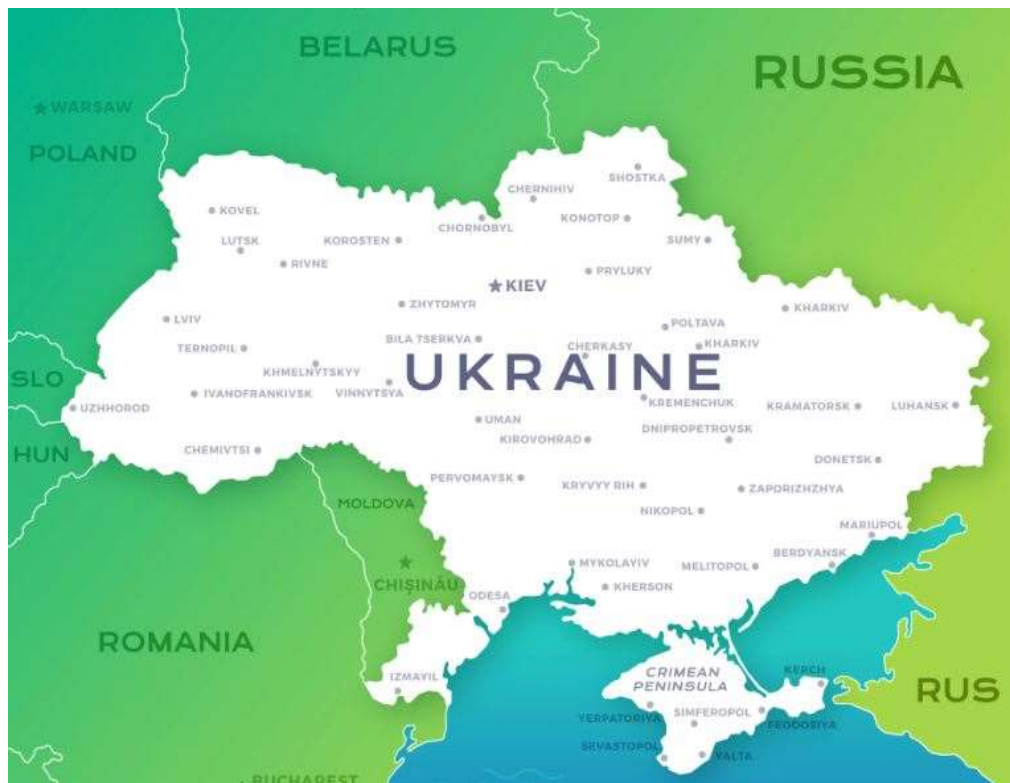 BELARUS
RUSSIA
WARSAW
POLAND
SHOSTKA
CHERNIHIV
KOVEL
CHORNOBYL
KONOTOP
LUTSK
KOROSTEN
SUMY
RIVNE
PRYLUKY
KIEV
ZHYTOMYR
KHARKIV
LVIV
POLTAVA
BILA TSERKVA
CHERKASY
KHARKIV
TERNOPIL
KHMELNYTSKYY
UKRAINE
SLO
IVANOFRANKIVSK
VINNYTSYA
UZHHOROD
KREMENCHUK
KRAMATORSK
LUHANSK
UMAN
DNIPROPETROVSK
KIROVOHRAD
HUN
CHEMIVTSI
DONETSK
PERVOMAYSK
KRYVYY RIH
ZAPORIZHZHYA
MOLDOVA
NIKOPOL
MARIUPOL
BERDYANSK
MYKOLAYIV
MELITOPOL
CHIȘINĂU
KHERSON
ODESA
ROMANIA
CRIMEAN
PENINSULA
KERCH
IZMAYIL
RUS
YERPATORIYA
SIMFEROPOL
FEODOSIYA
SEVASTOPOL
YALTA
BUCHAREST